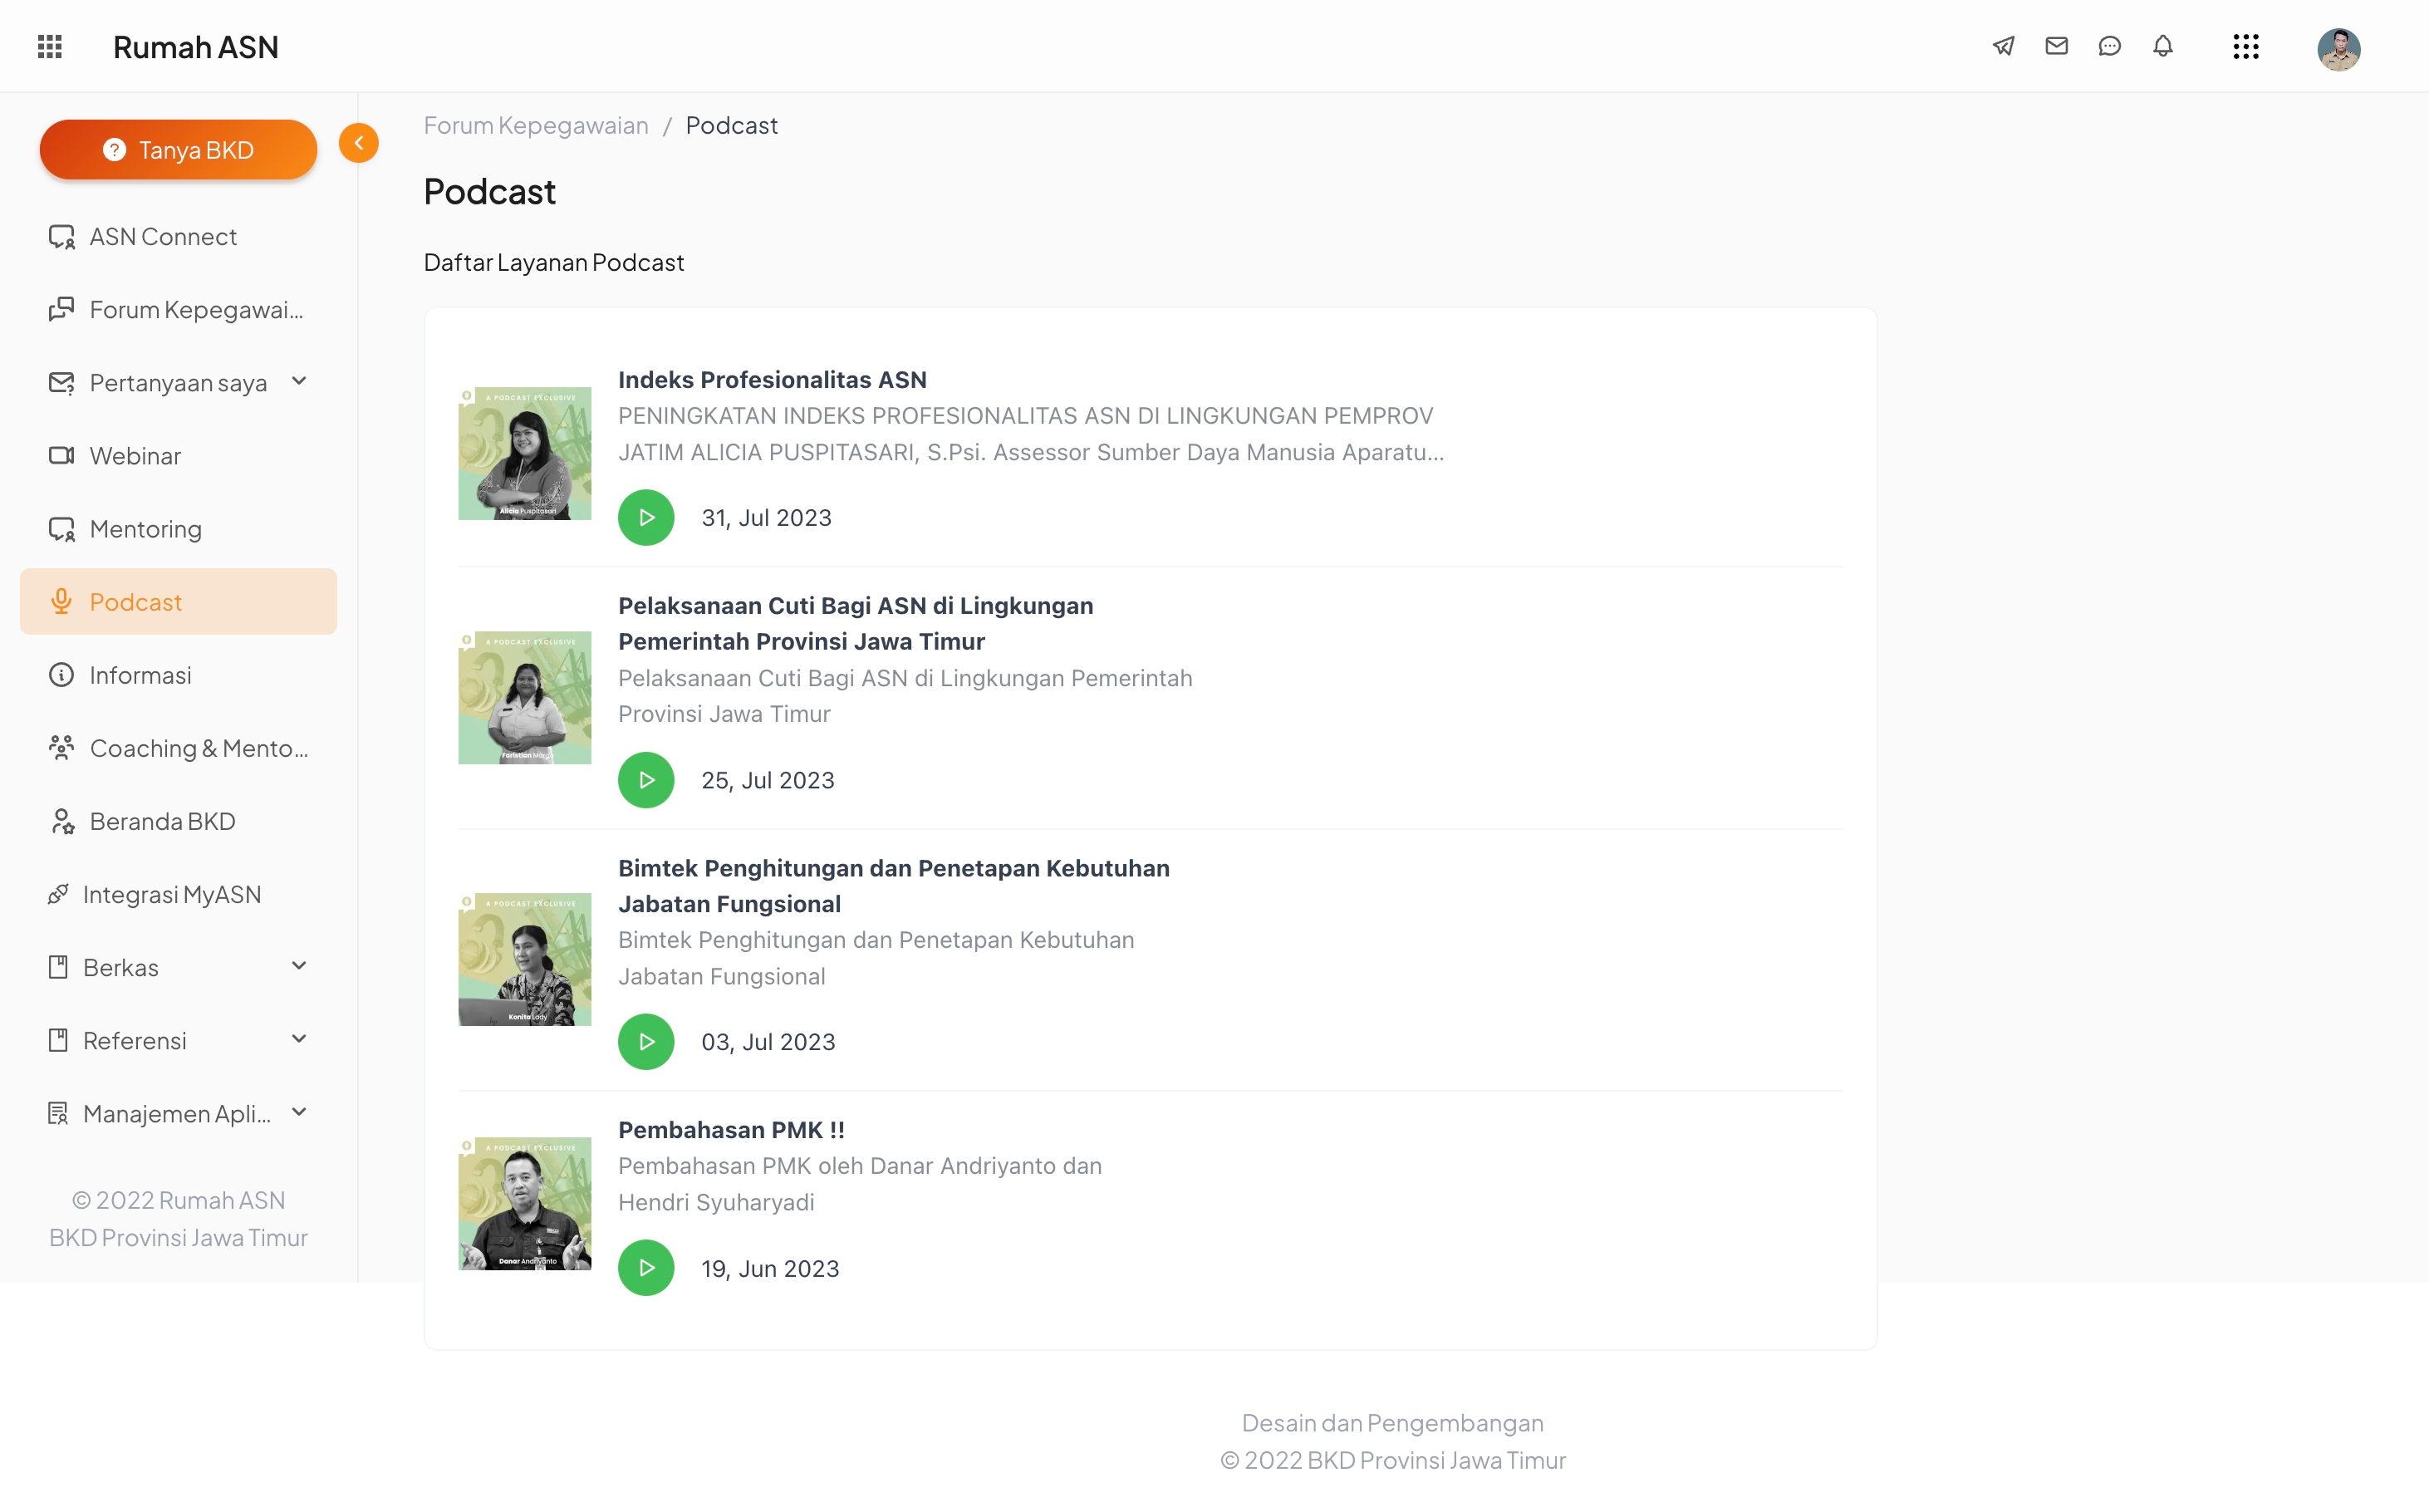 Rumah ASN
Tanya BKD
ASN Connect
Forum Kepegawai...
Pertanyaan saya
Webinar
Mentoring
Podcast
Informasi
Coaching & Mento...
Beranda BKD
Integrasi MyASN
Berkas
Referensi
Manajemen Apli...
© 2022 Rumah ASN
BKD Provinsi Jawa Timur
Forum Kepegawaian / Podcast
Podcast
Daftar Layanan Podcast
A PODCAST EXCLUSIVE
Alicia Puspitasari
Indeks Profesionalitas ASN
PENINGKATAN INDEKS PROFESIONALITAS ASN DI LINGKUNGAN PEMPROV
JATIM ALICIA PUSPITASARI, S.Psi. Assessor Sumber Daya Manusia Aparatu...
31, Jul 2023
A PODCAST EXCLUSIVE
Faristian
Pelaksanaan Cuti Bagi ASN di Lingkungan
Pemerintah Provinsi Jawa Timur
Pelaksanaan Cuti Bagi ASN di Lingkungan Pemerintah
Provinsi Jawa Timur
25, Jul 2023
A PODCAST EXCLUSIVE
Konita Lady
Bimtek Penghitungan dan Penetapan Kebutuhan
Jabatan Fungsional
Bimtek Penghitungan dan Penetapan Kebutuhan
Jabatan Fungsional
03, Jul 2023
A PODCAST EXCLUSIVE
Danar Andriyanto
Pembahasan PMK !!
Pembahasan PMK oleh Danar Andriyanto dan
Hendri Syuharyadi
19, Jun 2023
Desain dan Pengembangan
© 2022 BKD Provinsi Jawa Timur